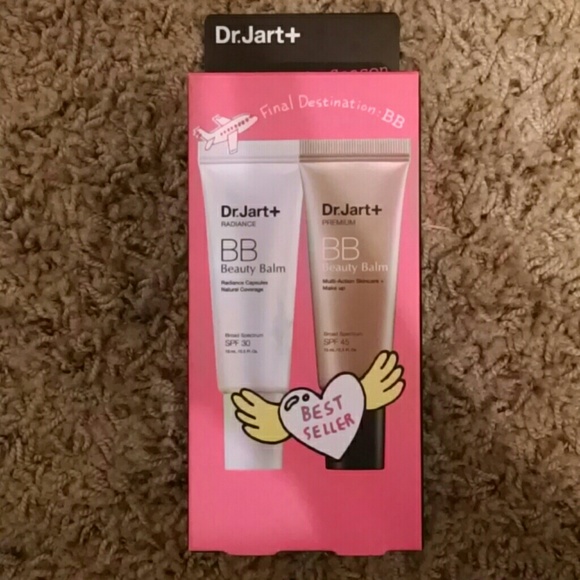 Dr.Jart+
Final Destination: BB
Dr.Jart+
RADIANCE
BB
Beauty Balm
Radiance Capsules
Natural Coverage
Broad Spectrum
SPF 30
Dr.Jart+
PREMIUM
BB
Beauty Balm
Multi-Action Skincare +
Make up
Broad Spectrum
SPF 45
BEST
SELLER